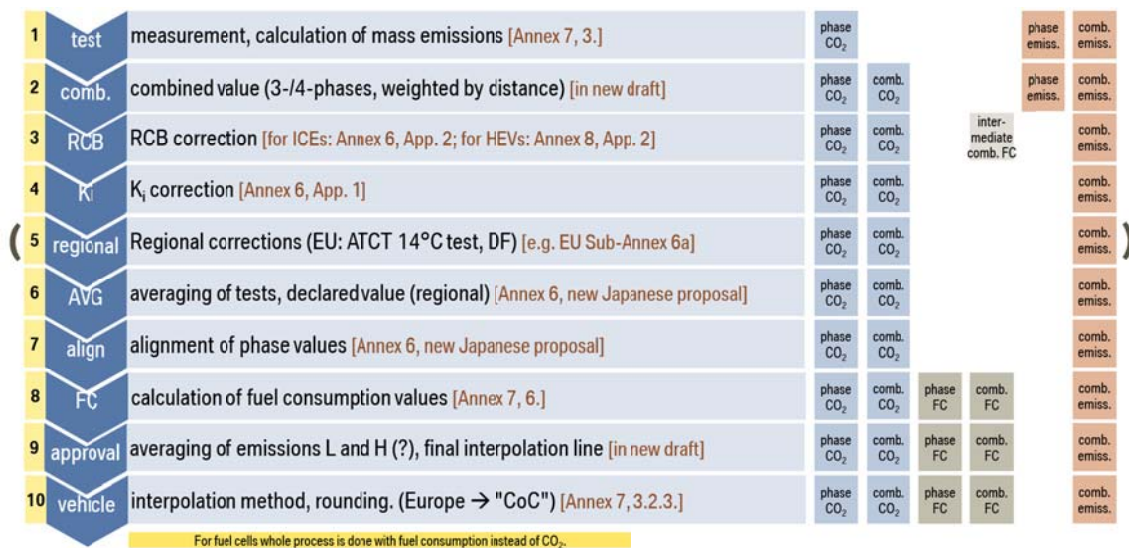 1 test measurement, calculation of mass emissions [Annex 7, 3.] phase CO₂ phase emiss. comb. emiss.
2 comb. combined value (3-/4-phases, weighted by distance) [in new draft] phase CO₂ comb. CO₂ phase emiss. comb. emiss.
3 RCB RCB correction [for ICEs: Annex 6, App. 2; for HEVs: Annex 8, App. 2] phase CO₂ comb. CO₂ inter-mediate comb. FC comb. emiss.
4 Ki Kᵢ correction [Annex 6, App. 1] phase CO₂ comb. CO₂ comb. emiss.
( 5 regional Regional corrections (EU: ATCT 14°C test, DF) [e.g. EU Sub-Annex 6a] phase CO₂ comb. CO₂ comb. emiss. )
6 AVG averaging of tests, declared value (regional) [Annex 6, new Japanese proposal] phase CO₂ comb. CO₂ comb. emiss.
7 align alignment of phase values [Annex 6, new Japanese proposal] phase CO₂ comb. CO₂ comb. emiss.
8 FC calculation of fuel consumption values [Annex 7, 6.] phase CO₂ comb. CO₂ phase FC comb. FC comb. emiss.
9 approval averaging of emissions L and H (?), final interpolation line [in new draft] phase CO₂ comb. CO₂ phase FC comb. FC comb. emiss.
10 vehicle interpolation method, rounding. (Europe → "CoC") [Annex 7, 3.2.3.] phase CO₂ comb. CO₂ phase FC comb. FC comb. emiss.
For fuel cells whole process is done with fuel consumption instead of CO₂.